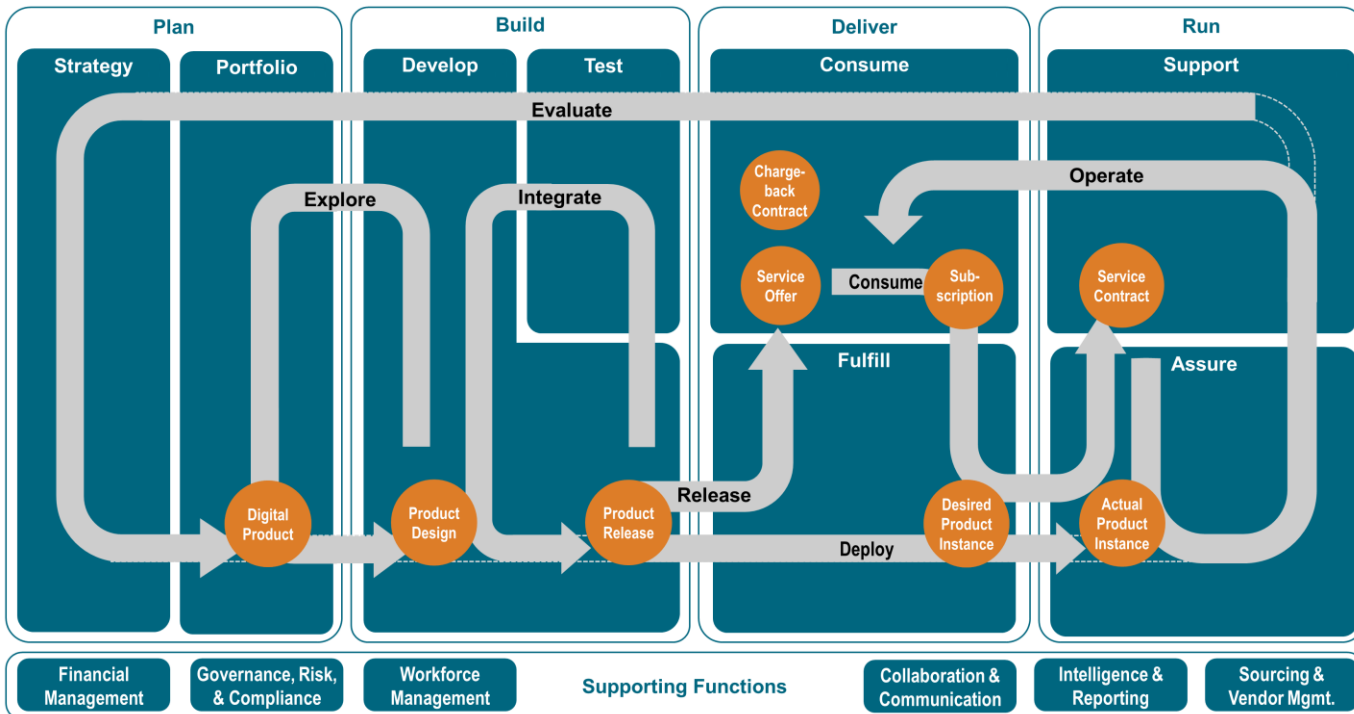 Plan
Build
Deliver
Run
Strategy
Portfolio
Develop
Test
Consume
Support
Evaluate
Explore
Integrate
Operate
Charge-
back
Contract
Service
Offer
Consume
Sub-
scription
Service
Contract
Fulfill
Assure
Digital
Product
Product
Design
Product
Release
Release
Deploy
Desired
Product
Instance
Actual
Product
Instance
Financial
Management
Governance, Risk,
& Compliance
Workforce
Management
Supporting Functions
Collaboration &
Communication
Intelligence &
Reporting
Sourcing &
Vendor Mgmt.